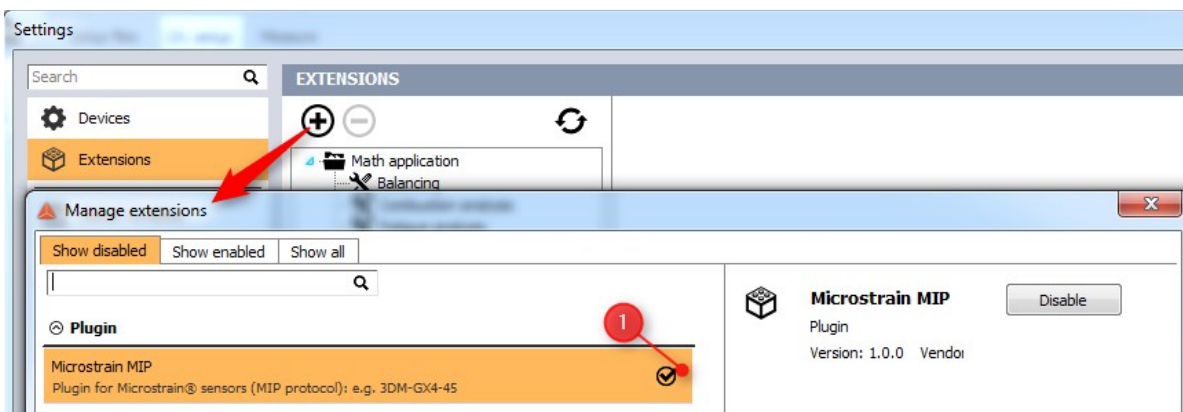 Settings
Search
EXTENSIONS
Devices
Extensions
Math application
Balancing
Manage extensions
Show disabled Show enabled Show all
Plugin
1
Microstrain MIP
Plugin for Microstrain® sensors (MIP protocol): e.g. 3DM-GX4-45
Microstrain MIP
Disable
Plugin
Version: 1.0.0